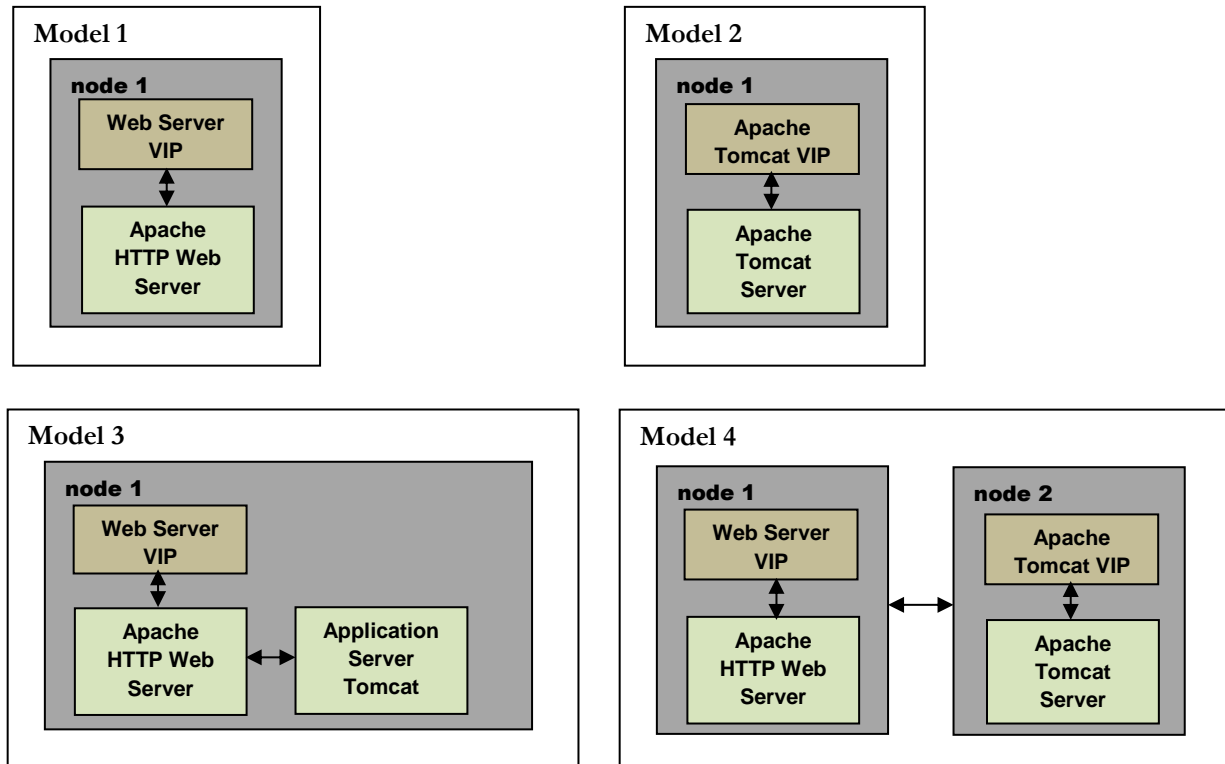 Model 1
node 1
Web Server
VIP
Apache
HTTP Web
Server
Model 2
node 1
Apache
Tomcat VIP
Apache
Tomcat
Server
Model 3
node 1
Web Server
VIP
Apache
HTTP Web
Server
Application
Server
Tomcat
Model 4
node 1
Web Server
VIP
Apache
HTTP Web
Server
node 2
Apache
Tomcat VIP
Apache
Tomcat
Server